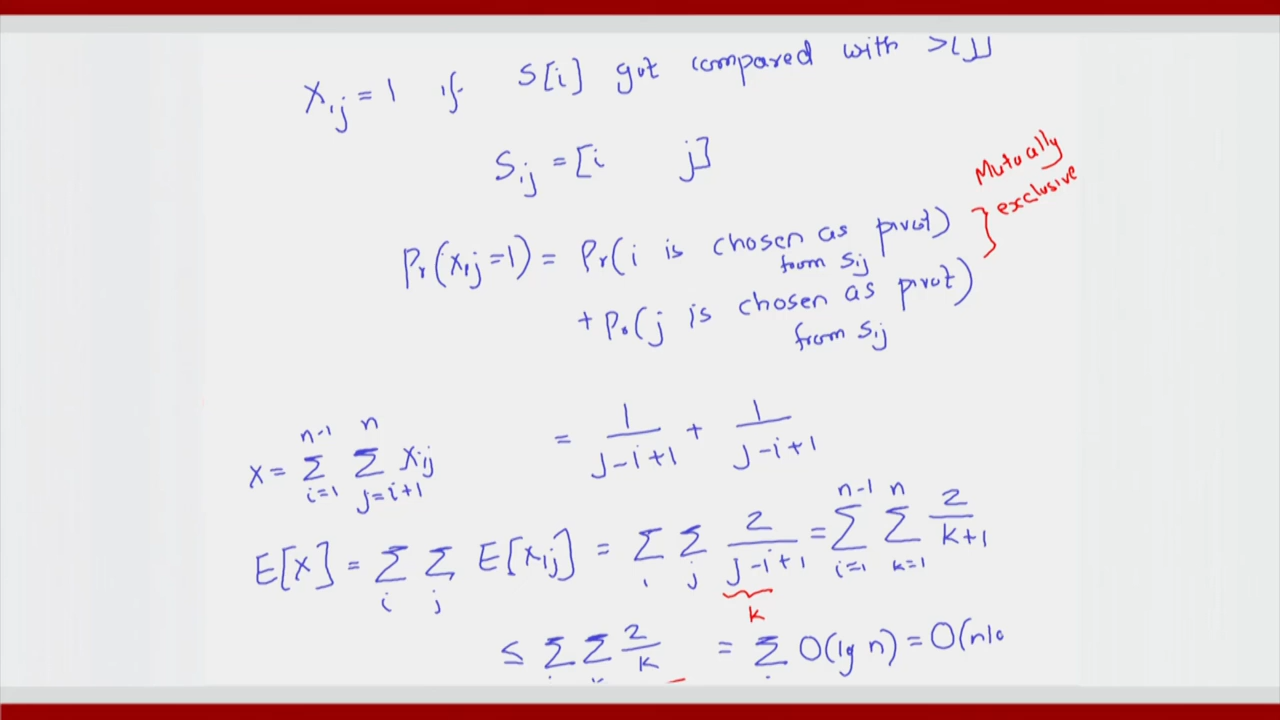 X_ij = 1 if S[i] got compared with S[j]
S_ij = [i j]
Mutually
exclusive
Pr(X_ij = 1) = Pr(i is chosen as pivot)
from S_ij
+ Pr(j is chosen as pivot)
from S_ij
= 1/(j-i+1) + 1/(j-i+1)
X = Σ_{i=1}^{n-1} Σ_{j=i+1}^{n} X_ij
E[X] = Σ_i Σ_j E[X_ij] = Σ_i Σ_j 2/(j-i+1) = Σ_{i=1}^{n-1} Σ_{k=1}^{n} 2/(k+1)
k
≤ Σ Σ 2/k = Σ O(lg n) = O(nlo